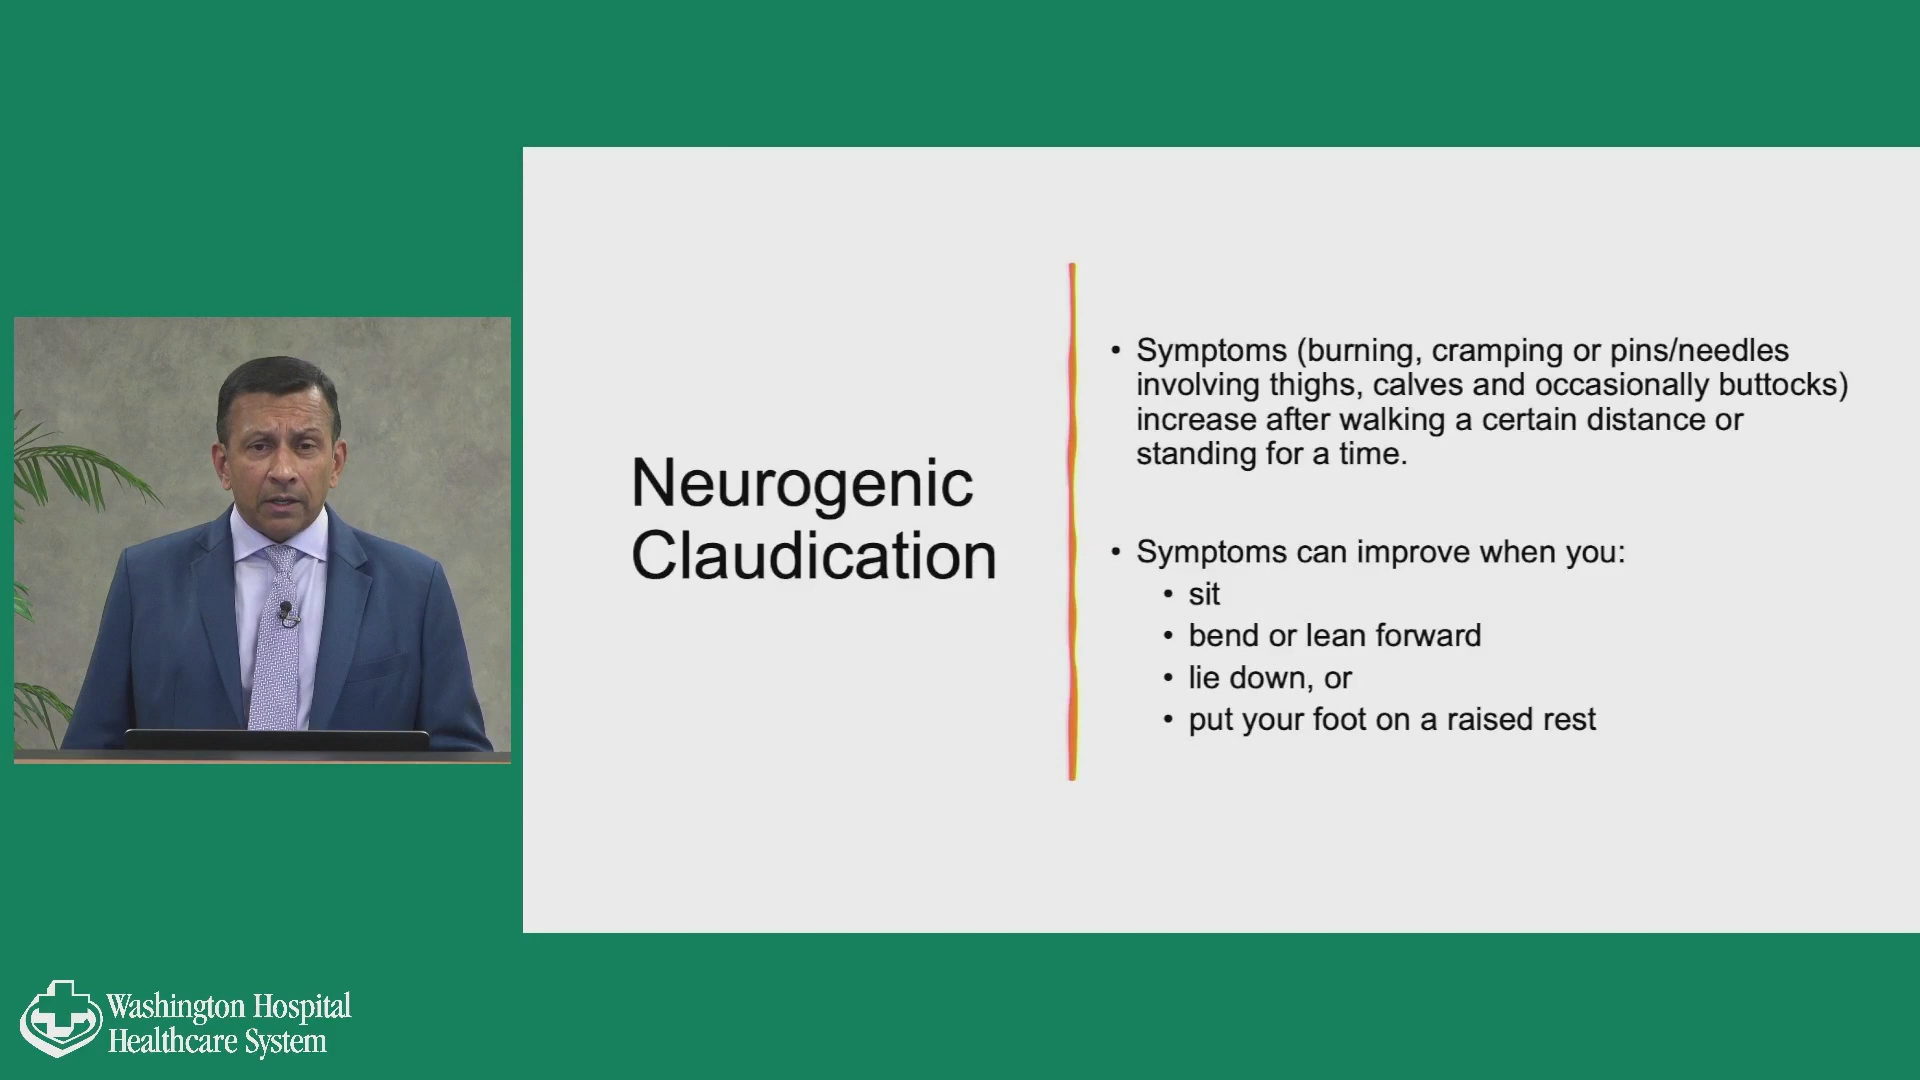 Neurogenic
Claudication
• Symptoms (burning, cramping or pins/needles
involving thighs, calves and occasionally buttocks)
increase after walking a certain distance or
standing for a time.
• Symptoms can improve when you:
• sit
• bend or lean forward
• lie down, or
• put your foot on a raised rest
Washington Hospital
Healthcare System